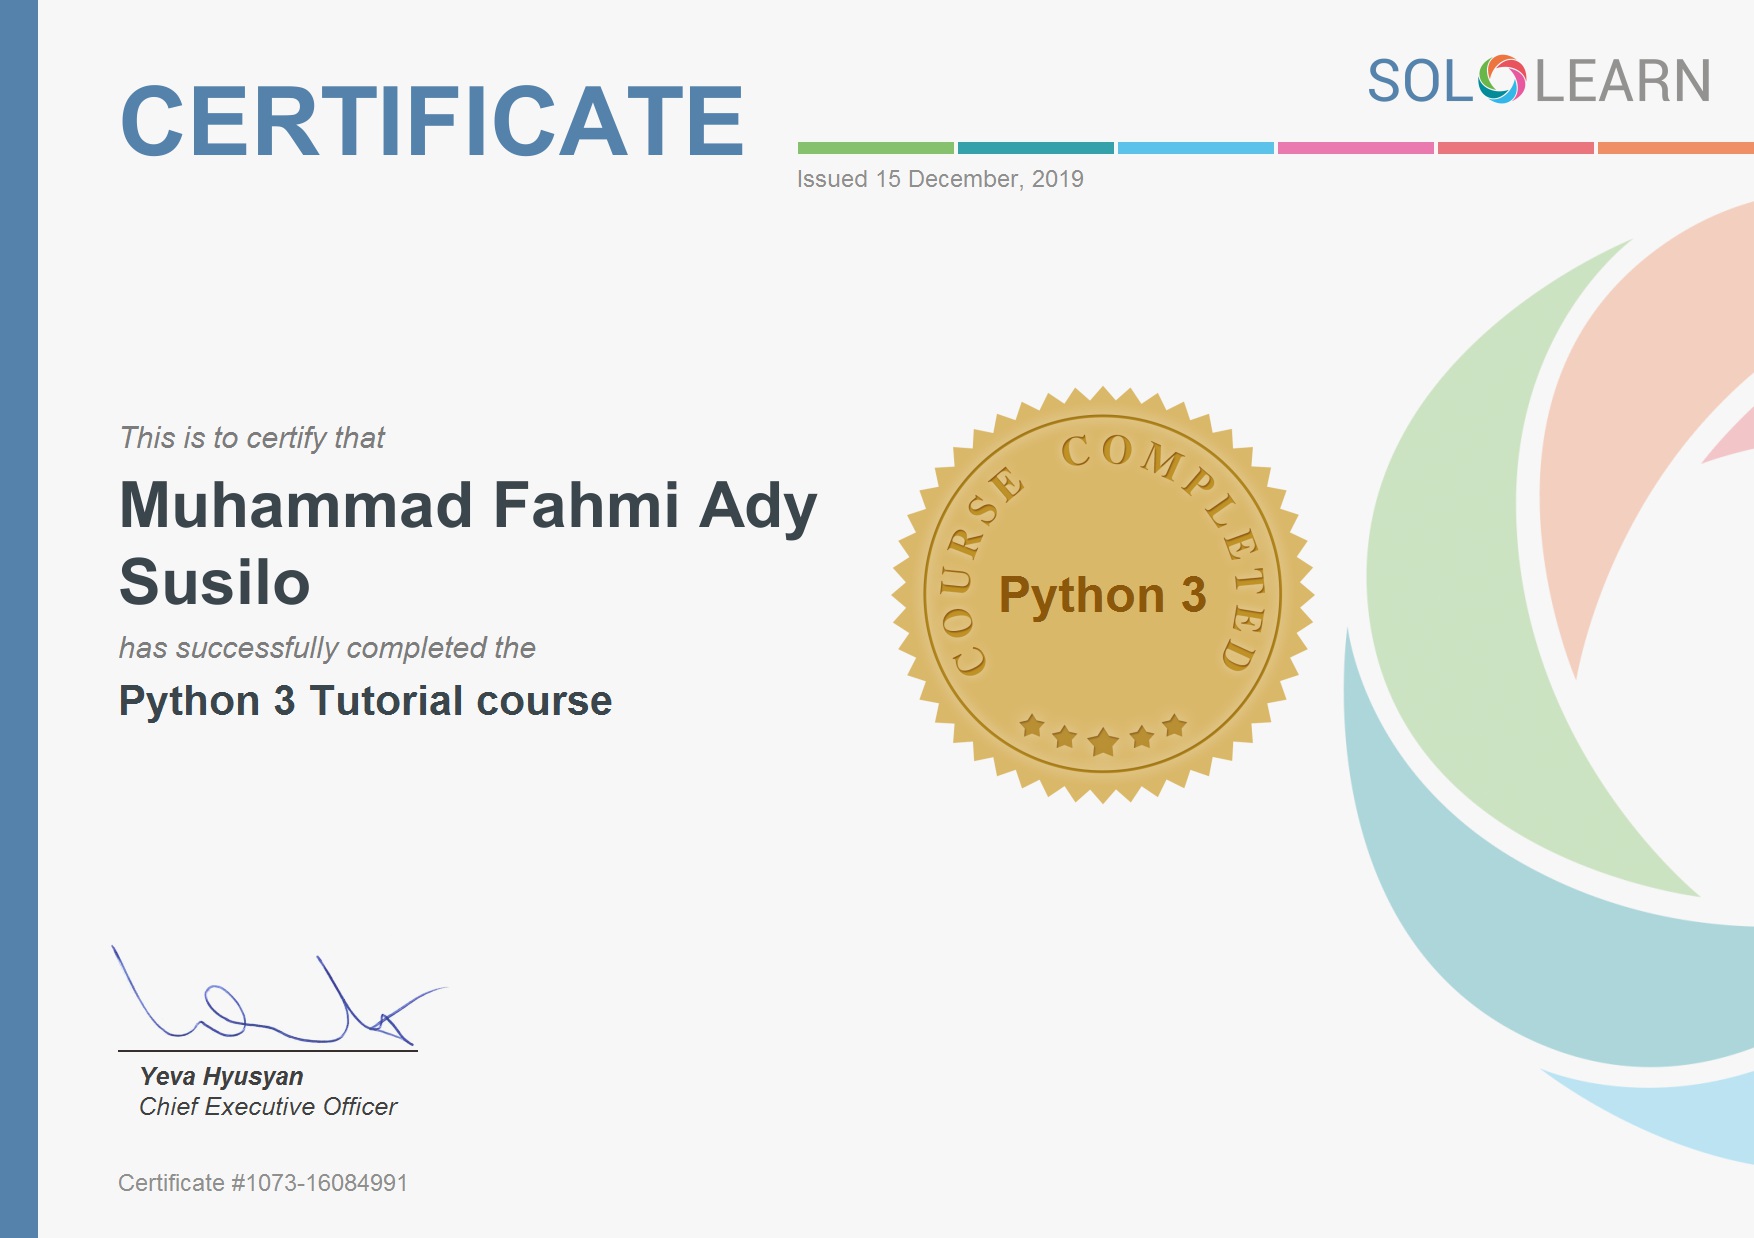 CERTIFICATE
SOLOLEARN
Issued 15 December, 2019
This is to certify that
Muhammad Fahmi Ady
Susilo
has successfully completed the
Python 3 Tutorial course
COURSE COMPLETED
Python 3
Yeva Hyusyan
Chief Executive Officer
Certificate #1073-16084991